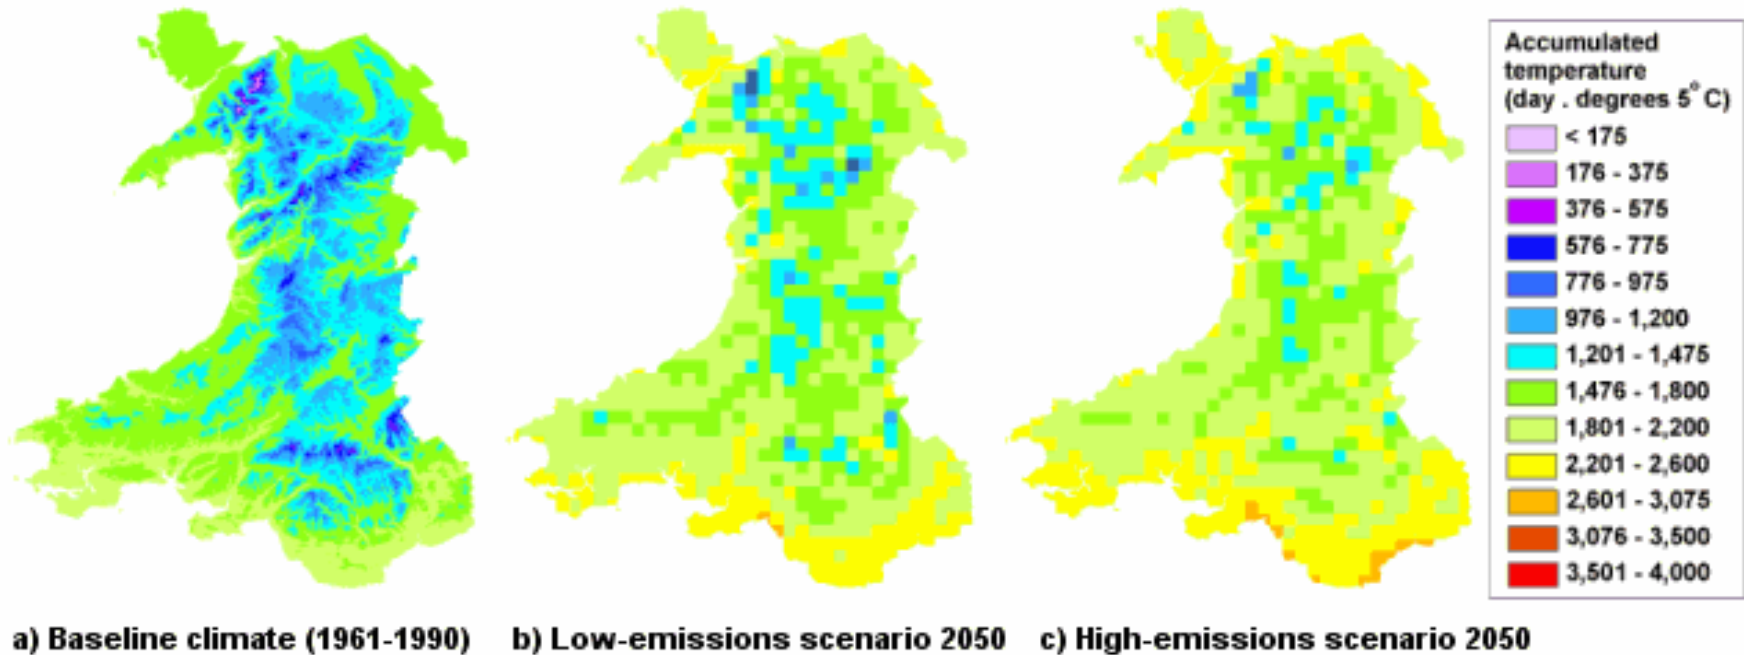 Accumulated
temperature
(day . degrees 5° C)
< 175
176 - 375
376 - 575
576 - 775
776 - 975
976 - 1,200
1,201 - 1,475
1,476 - 1,800
1,801 - 2,200
2,201 - 2,600
2,601 - 3,075
3,076 - 3,500
3,501 - 4,000
a) Baseline climate (1961-1990)
b) Low-emissions scenario 2050
c) High-emissions scenario 2050